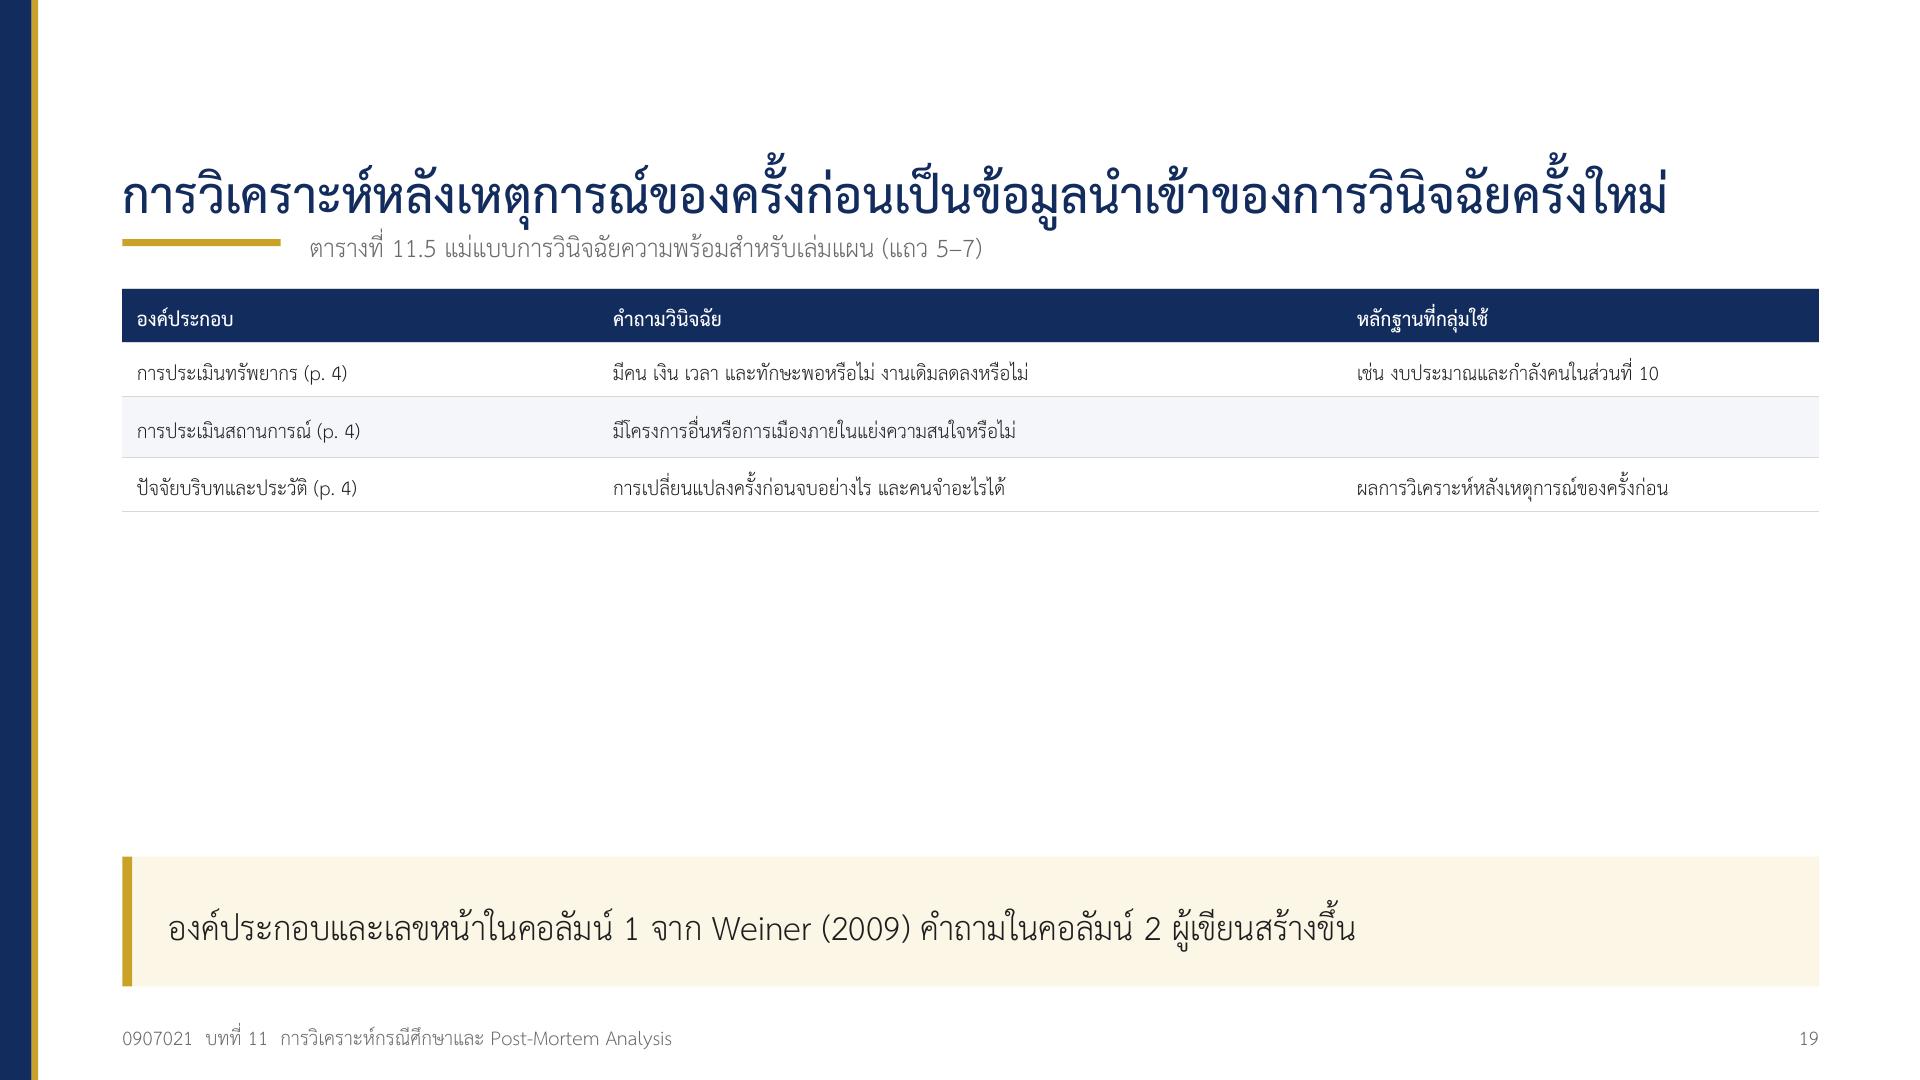 การวิเคราะห์หลังเหตุการณ์ของครั้งก่อนเป็นข้อมูลนำเข้าของการวินิจฉัยครั้งใหม่
ตารางที่ 11.5 แม่แบบการวินิจฉัยความพร้อมสำหรับเล่มแผน (แถว 5–7)
องค์ประกอบ คำถามวินิจฉัย หลักฐานที่กลุ่มใช้
การประเมินทรัพยากร (p. 4) มีคน เงิน เวลา และทักษะพอหรือไม่ งานเดิมลดลงหรือไม่ เช่น งบประมาณและกำลังคนในส่วนที่ 10
การประเมินสถานการณ์ (p. 4) มีโครงการอื่นหรือการเมืองภายในแย่งความสนใจหรือไม่
ปัจจัยบริบทและประวัติ (p. 4) การเปลี่ยนแปลงครั้งก่อนจบอย่างไร และคนจำอะไรได้ ผลการวิเคราะห์หลังเหตุการณ์ของครั้งก่อน
องค์ประกอบและเลขหน้าในคอลัมน์ 1 จาก Weiner (2009) คำถามในคอลัมน์ 2 ผู้เขียนสร้างขึ้น
0907021 บทที่ 11 การวิเคราะห์กรณีศึกษาและ Post-Mortem Analysis 19